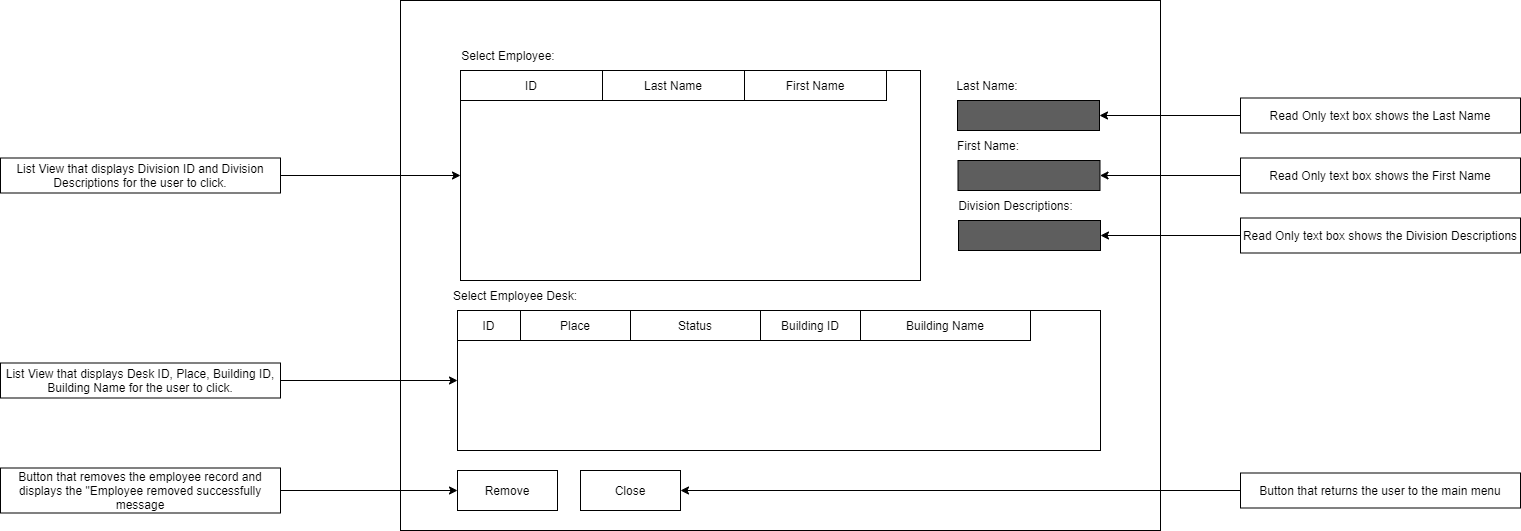 Select Employee:
ID
Last Name
First Name
Last Name:
Read Only text box shows the Last Name
First Name:
List View that displays Division ID and Division
Descriptions for the user to click.
Read Only text box shows the First Name
Division Descriptions:
Read Only text box shows the Division Descriptions
Select Employee Desk:
ID
Place
Status
Building ID
Building Name
List View that displays Desk ID, Place, Building ID,
Building Name for the user to click.
Button that removes the employee record and
displays the "Employee removed successfully
message
Remove
Close
Button that returns the user to the main menu